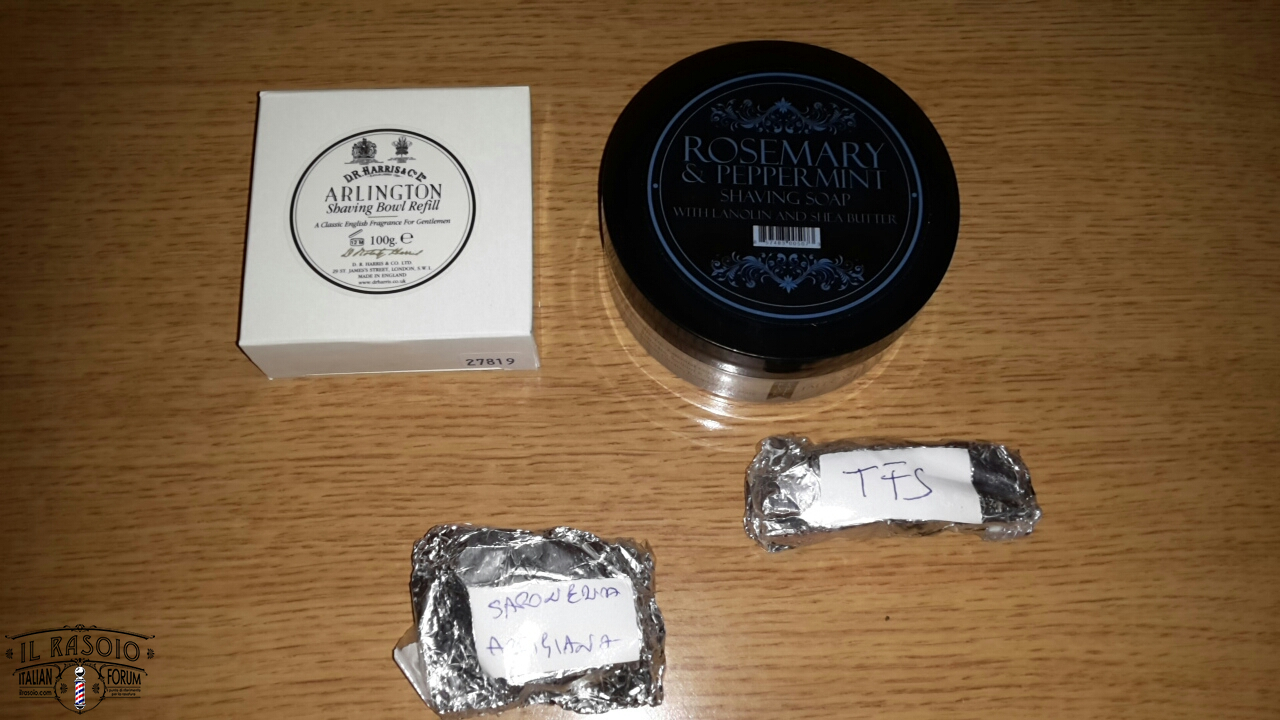 D.R. HARRIS & Co. LTD
ARLINGTON
Shaving Bowl Refill
A Classic English Fragrance For Gentlemen
12 M 100g. ℮
D. R. HARRIS & CO. LTD
29 ST. JAMES'S STREET, LONDON, S.W.1
MADE IN ENGLAND
www.drharris.co.uk
27819
ROSEMARY
& PEPPERMINT
SHAVING SOAP
WITH LANOLIN AND SHEA BUTTER
TFS
SAPONERIA
ARTIGIANA
IL RASOIO
ITALIAN FORUM
ilrasoio.com